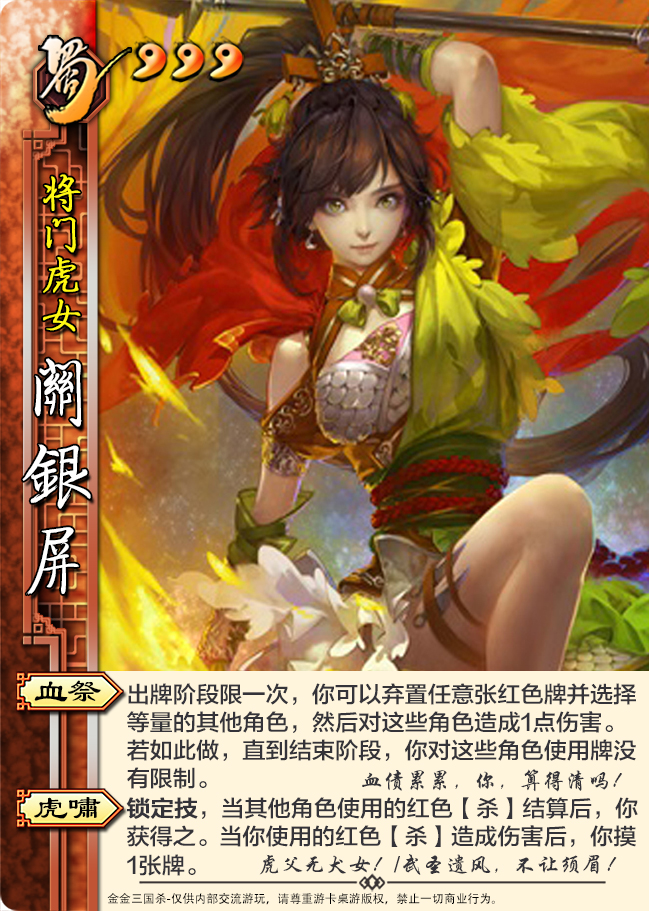 蜀
999
将门虎女
關銀屏
血祭
出牌阶段限一次，你可以弃置任意张红色牌并选择
等量的其他角色，然后对这些角色造成1点伤害。
若如此做，直到结束阶段，你对这些角色使用牌没
有限制。
血债累累，你，算得清吗！
虎嘯
锁定技，当其他角色使用的红色【杀】结算后，你
获得之。当你使用的红色【杀】造成伤害后，你摸
1张牌。
虎父无犬女！/武圣遗风，不让须眉！
金金三国杀-仅供内部交流游玩，请尊重游卡桌游版权，禁止一切商业行为。